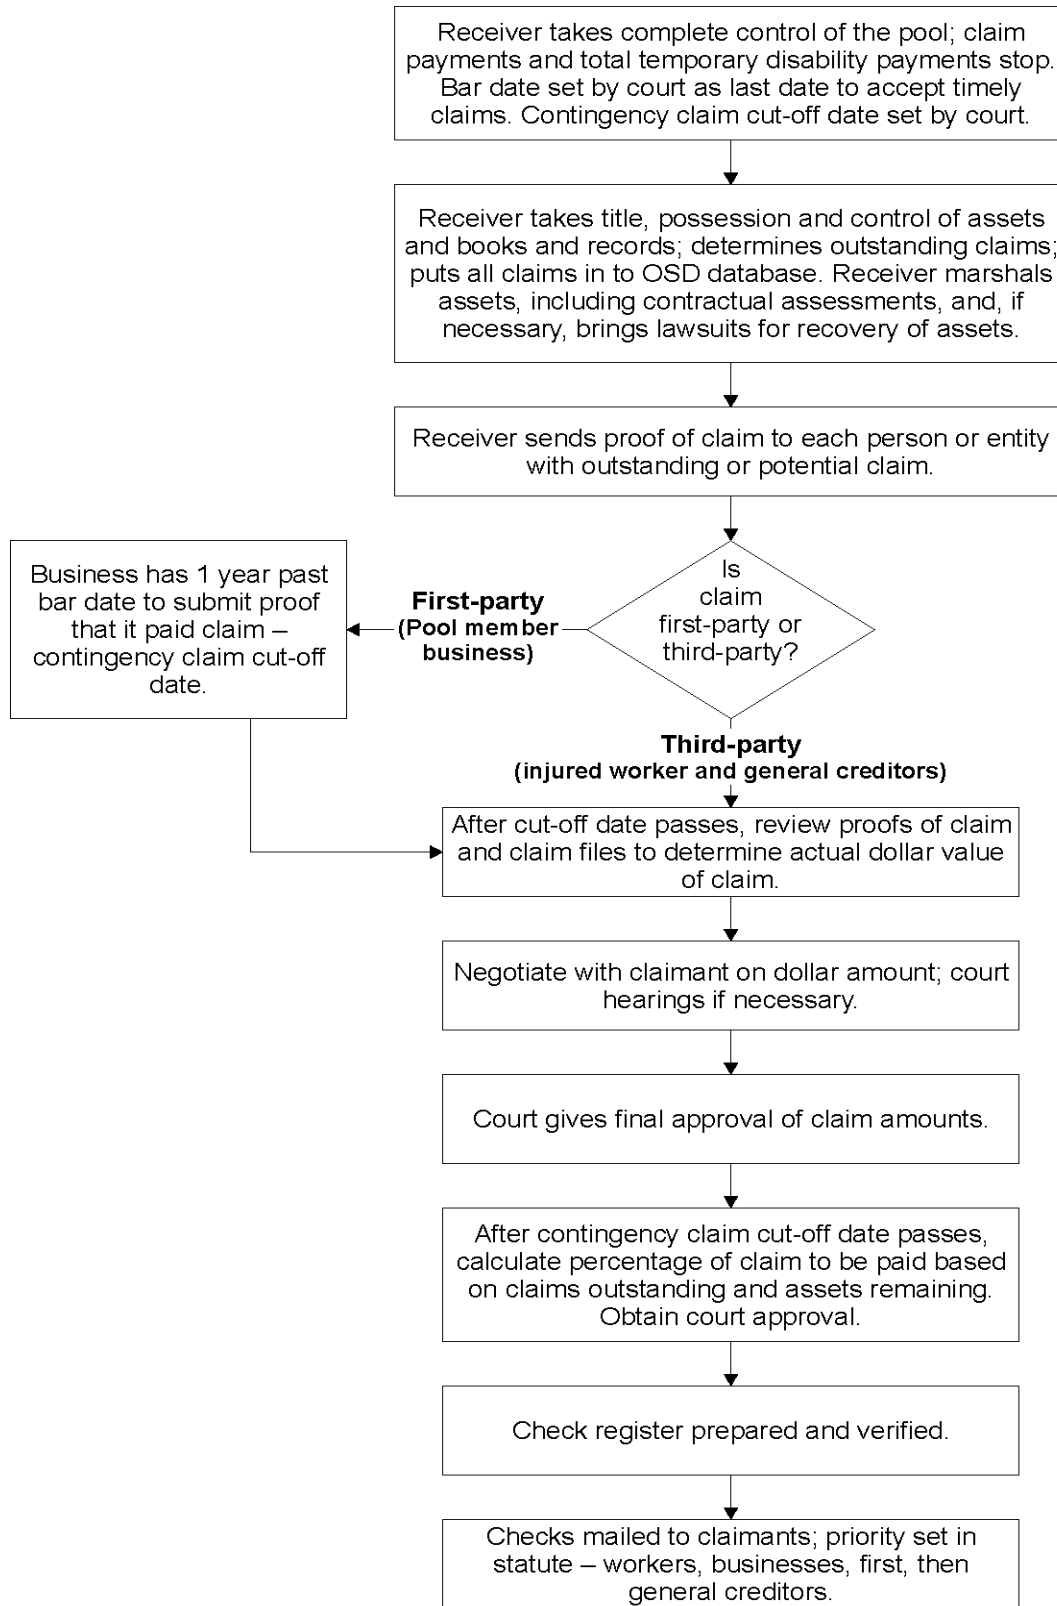 Receiver takes complete control of the pool; claim
payments and total temporary disability payments stop.
Bar date set by court as last date to accept timely
claims. Contingency claim cut-off date set by court.
Receiver takes title, possession and control of assets
and books and records; determines outstanding claims;
puts all claims in to OSD database. Receiver marshals
assets, including contractual assessments, and, if
necessary, brings lawsuits for recovery of assets.
Receiver sends proof of claim to each person or entity
with outstanding or potential claim.
Is
claim
first-party or
third-party?
First-party
(Pool member
business)
Business has 1 year past
bar date to submit proof
that it paid claim –
contingency claim cut-off
date.
Third-party
(injured worker and general creditors)
After cut-off date passes, review proofs of claim
and claim files to determine actual dollar value
of claim.
Negotiate with claimant on dollar amount; court
hearings if necessary.
Court gives final approval of claim amounts.
After contingency claim cut-off date passes,
calculate percentage of claim to be paid based
on claims outstanding and assets remaining.
Obtain court approval.
Check register prepared and verified.
Checks mailed to claimants; priority set in
statute – workers, businesses, first, then
general creditors.